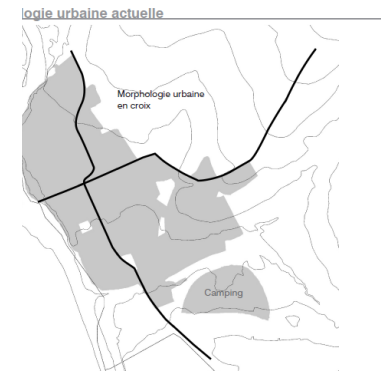 logie urbaine actuelle
Morphologie urbaine
en croix
Camping